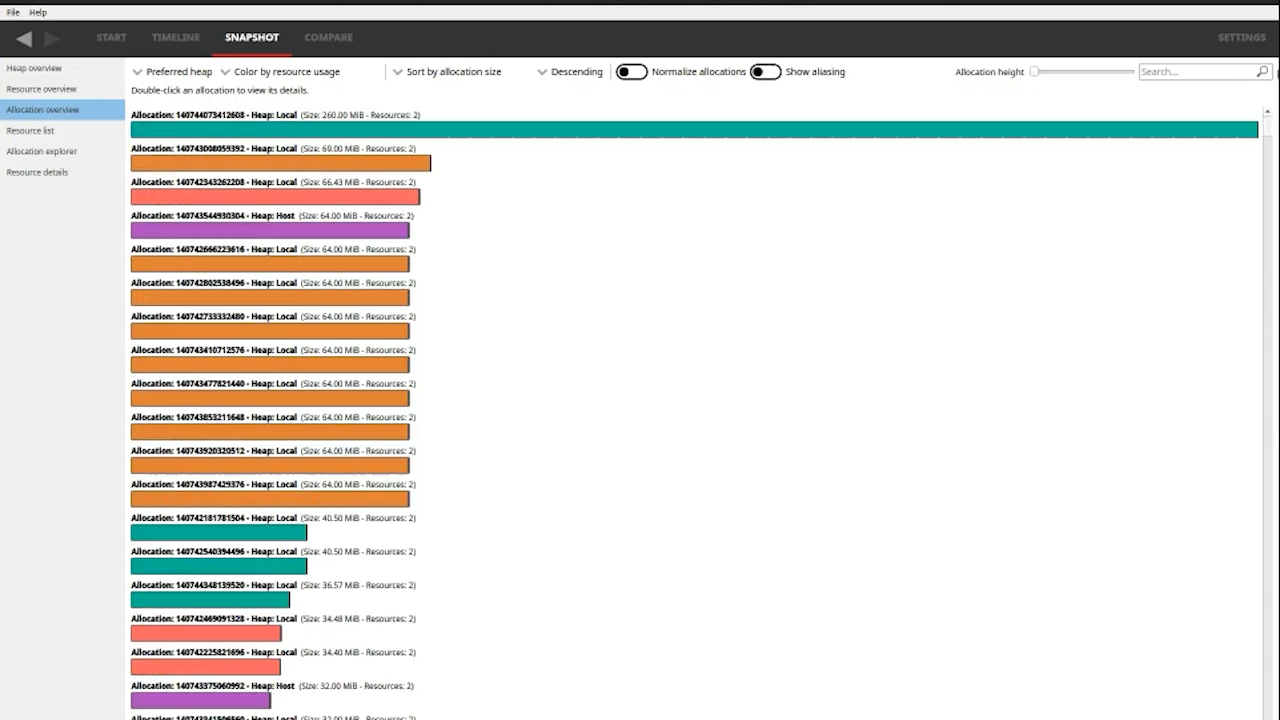 File Help
START TIMELINE SNAPSHOT COMPARE SETTINGS
Heap overview
Resource overview
Allocation overview
Resource list
Allocation explorer
Resource details
Preferred heap Color by resource usage Sort by allocation size Descending Normalize allocations Show aliasing Allocation height Search...
Double-click an allocation to view its details.
Allocation: 140744073412608 - Heap: Local (Size: 260.00 MiB - Resources: 2)
Allocation: 140743008059392 - Heap: Local (Size: 69.00 MiB - Resources: 2)
Allocation: 140742343262208 - Heap: Local (Size: 66.43 MiB - Resources: 2)
Allocation: 140743544930304 - Heap: Host (Size: 64.00 MiB - Resources: 2)
Allocation: 140742666223616 - Heap: Local (Size: 64.00 MiB - Resources: 2)
Allocation: 140742802538496 - Heap: Local (Size: 64.00 MiB - Resources: 2)
Allocation: 140742733332480 - Heap: Local (Size: 64.00 MiB - Resources: 2)
Allocation: 140743410712576 - Heap: Local (Size: 64.00 MiB - Resources: 2)
Allocation: 140743477821440 - Heap: Local (Size: 64.00 MiB - Resources: 2)
Allocation: 140743853211648 - Heap: Local (Size: 64.00 MiB - Resources: 2)
Allocation: 140743920320512 - Heap: Local (Size: 64.00 MiB - Resources: 2)
Allocation: 140743987429376 - Heap: Local (Size: 64.00 MiB - Resources: 2)
Allocation: 140742181781504 - Heap: Local (Size: 40.50 MiB - Resources: 2)
Allocation: 140742540394496 - Heap: Local (Size: 40.50 MiB - Resources: 2)
Allocation: 140744348139520 - Heap: Local (Size: 36.57 MiB - Resources: 2)
Allocation: 140742469091328 - Heap: Local (Size: 34.48 MiB - Resources: 2)
Allocation: 140742225821696 - Heap: Local (Size: 34.40 MiB - Resources: 2)
Allocation: 140743375060992 - Heap: Host (Size: 32.00 MiB - Resources: 2)